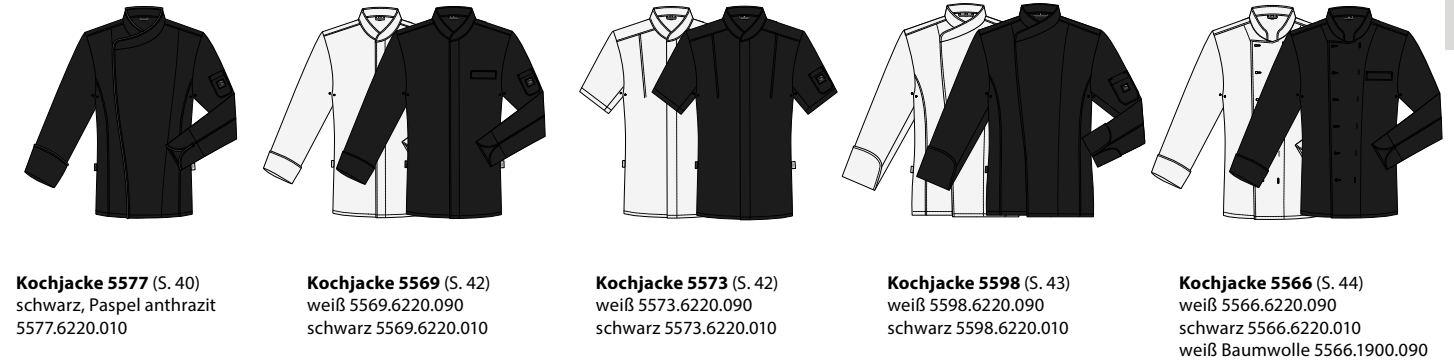 Kochjacke 5577 (S. 40)
schwarz, Paspel anthrazit
5577.6220.010
Kochjacke 5569 (S. 42)
weiß 5569.6220.090
schwarz 5569.6220.010
Kochjacke 5573 (S. 42)
weiß 5573.6220.090
schwarz 5573.6220.010
Kochjacke 5598 (S. 43)
weiß 5598.6220.090
schwarz 5598.6220.010
Kochjacke 5566 (S. 44)
weiß 5566.6220.090
schwarz 5566.6220.010
weiß Baumwolle 5566.1900.090